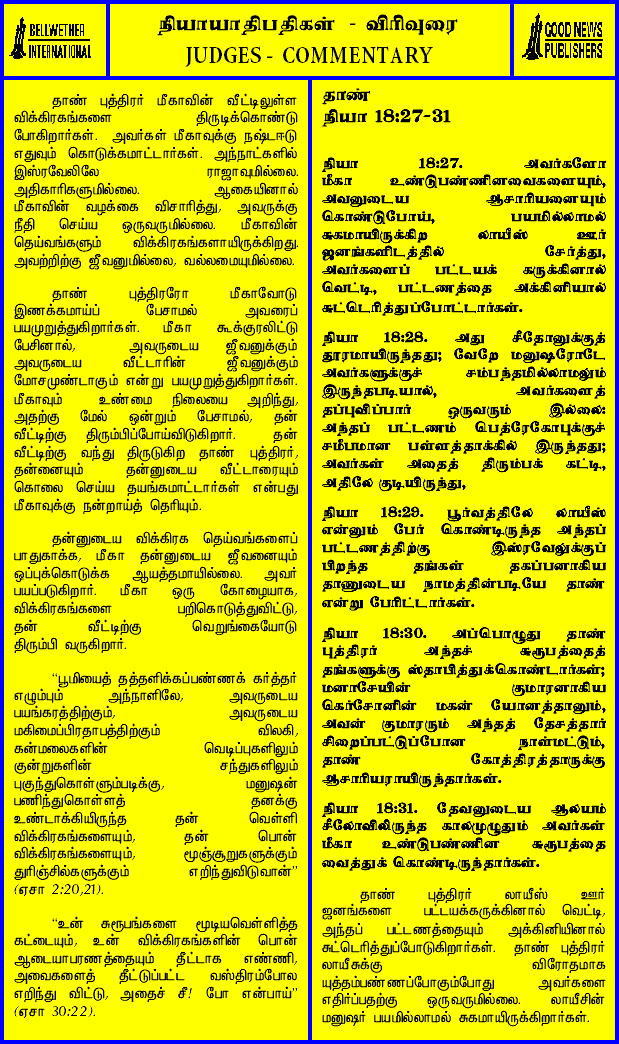 BELLWETHER
INTERNATIONAL
நியாயாதிபதிகள் - விரிவுரை
JUDGES - COMMENTARY
GOOD NEWS
PUBLISHERS
தாண் புத்திரர் மீகாவின் வீட்டிலுள்ள
விக்கிரகங்களை திருடிக்கொண்டு
போகிறார்கள். அவர்கள் மீகாவுக்கு நஷ்டஈடு
எதுவும் கொடுக்கமாட்டார்கள். அந்நாட்களில்
இஸ்ரவேலிலே ராஜாவுமில்லை.
அதிகாரிகளுமில்லை. ஆகையினால்
மீகாவின் வழக்கை விசாரித்து, அவருக்கு
நீதி செய்ய ஒருவருமில்லை. மீகாவின்
தெய்வங்களும் விக்கிரகங்களாயிருக்கிறது.
அவற்றிற்கு ஜீவனுமில்லை, வல்லமையுமில்லை.
தாண் புத்திரரோ மீகாவோடு
இணக்கமாய்ப் பேசாமல் அவரைப்
பயமுறுத்துகிறார்கள். மீகா கூக்குரலிட்டு
பேசினால், அவருடைய ஜீவனுக்கும்
அவருடைய வீட்டாரின் ஜீவனுக்கும்
மோசமுண்டாகும் என்று பயமுறுத்துகிறார்கள்.
மீகாவும் உண்மை நிலையை அறிந்து,
அதற்கு மேல் ஒன்றும் பேசாமல், தன்
வீட்டிற்கு திரும்பிப்போய்விடுகிறார். தன்
வீட்டிற்கு வந்து திருடுகிற தாண் புத்திரர்,
தன்னையும் தன்னுடைய வீட்டாரையும்
கொலை செய்ய தயங்கமாட்டார்கள் என்பது
மீகாவுக்கு நன்றாய்த் தெரியும்.
தன்னுடைய விக்கிரக தெய்வங்களைப்
பாதுகாக்க, மீகா தன்னுடைய ஜீவனையும்
ஒப்புக்கொடுக்க ஆயத்தமாயில்லை. அவர்
பயப்படுகிறார். மீகா ஒரு கோழையாக,
விக்கிரகங்களை பறிகொடுத்துவிட்டு,
தன் வீட்டிற்கு வெறுங்கையோடு
திரும்பி வருகிறார்.
“பூமியைத் தத்தளிக்கப்பண்ணக் கர்த்தர்
எழும்பும் அந்நாளிலே, அவருடைய
பயங்கரத்திற்கும், அவருடைய
மகிமைப்பிரதாபத்திற்கும் விலகி,
கன்மலைகளின் வெடிப்புகளிலும்
குன்றுகளின் சந்துகளிலும்
புகுந்துகொள்ளும்படிக்கு, மனுஷன்
பணிந்துகொள்ளத் தனக்கு
உண்டாக்கியிருந்த தன் வெள்ளி
விக்கிரகங்களையும், தன் பொன்
விக்கிரகங்களையும், மூஞ்சூறுகளுக்கும்
துரிஞ்சில்களுக்கும் எறிந்துவிடுவான்”
(ஏசா 2:20,21).
“உன் சுரூபங்களை மூடியவெள்ளித்த
கட்டையும், உன் விக்கிரகங்களின் பொன்
ஆடையாபரணத்தையும் தீட்டாக எண்ணி,
அவைகளைத் தீட்டுப்பட்ட வஸ்திரம்போல
எறிந்து விட்டு, அதைச் சீ! போ என்பாய்”
(ஏசா 30:22).
தாண்
நியா 18:27-31
நியா 18:27. அவர்களோ
மீகா உண்டுபண்ணினவைகளையும்,
அவனுடைய ஆசாரியனையும்
கொண்டுபோய், பயமில்லாமல்
சுகமாயிருக்கிற லாயீஸ் ஊர்
ஜனங்களிடத்தில் சேர்த்து,
அவர்களைப் பட்டயக் கருக்கினால்
வெட்டி, பட்டணத்தை அக்கினியால்
சுட்டெரித்துப்போட்டார்கள்.
நியா 18:28. அது சீதோனுக்குத்
தூரமாயிருந்தது; வேறே மனுஷரோடே
அவர்களுக்குச் சம்பந்தமில்லாமலும்
இருந்தபடியால், அவர்களைத்
தப்புவிப்பார் ஒருவரும் இல்லை:
அந்தப் பட்டணம் பெத்ரேகோபுக்குச்
சமீபமான பள்ளத்தாக்கில் இருந்தது;
அவர்கள் அதைத் திரும்பக் கட்டி,
அதிலே குடியிருந்து,
நியா 18:29. பூர்வத்திலே லாயீஸ்
என்னும் பேர் கொண்டிருந்த அந்தப்
பட்டணத்திற்கு இஸ்ரவேலுக்குப்
பிறந்த தங்கள் தகப்பனாகிய
தாணுடைய நாமத்தின்படியே தாண்
என்று பேரிட்டார்கள்.
நியா 18:30. அப்பொழுது தாண்
புத்திரர் அந்தச் சுரூபத்தைத்
தங்களுக்கு ஸ்தாபித்துக்கொண்டார்கள்;
மனாசேயின் குமாரனாகிய
கெர்சோனின் மகன் யோனத்தானும்,
அவன் குமாரரும் அந்தத் தேசத்தார்
சிறைப்பட்டுப்போன நாள்மட்டும்,
தாண் கோத்திரத்தாருக்கு
ஆசாரியராயிருந்தார்கள்.
நியா 18:31. தேவனுடைய ஆலயம்
சீலோவிலிருந்த காலமுழுதும் அவர்கள்
மீகா உண்டுபண்ணின சுரூபத்தை
வைத்துக் கொண்டிருந்தார்கள்.
தாண் புத்திரர் லாயீஸ் ஊர்
ஜனங்களை பட்டயக்கருக்கினால் வெட்டி,
அந்தப் பட்டணத்தையும் அக்கினியினால்
சுட்டெரித்துப்போடுகிறார்கள். தாண் புத்திரர்
லாயீசுக்கு விரோதமாக
யுத்தம்பண்ணப்போகும்போது அவர்களை
எதிர்ப்பதற்கு ஒருவருமில்லை. லாயீசின்
மனுஷர் பயமில்லாமல் சுகமாயிருக்கிறார்கள்.